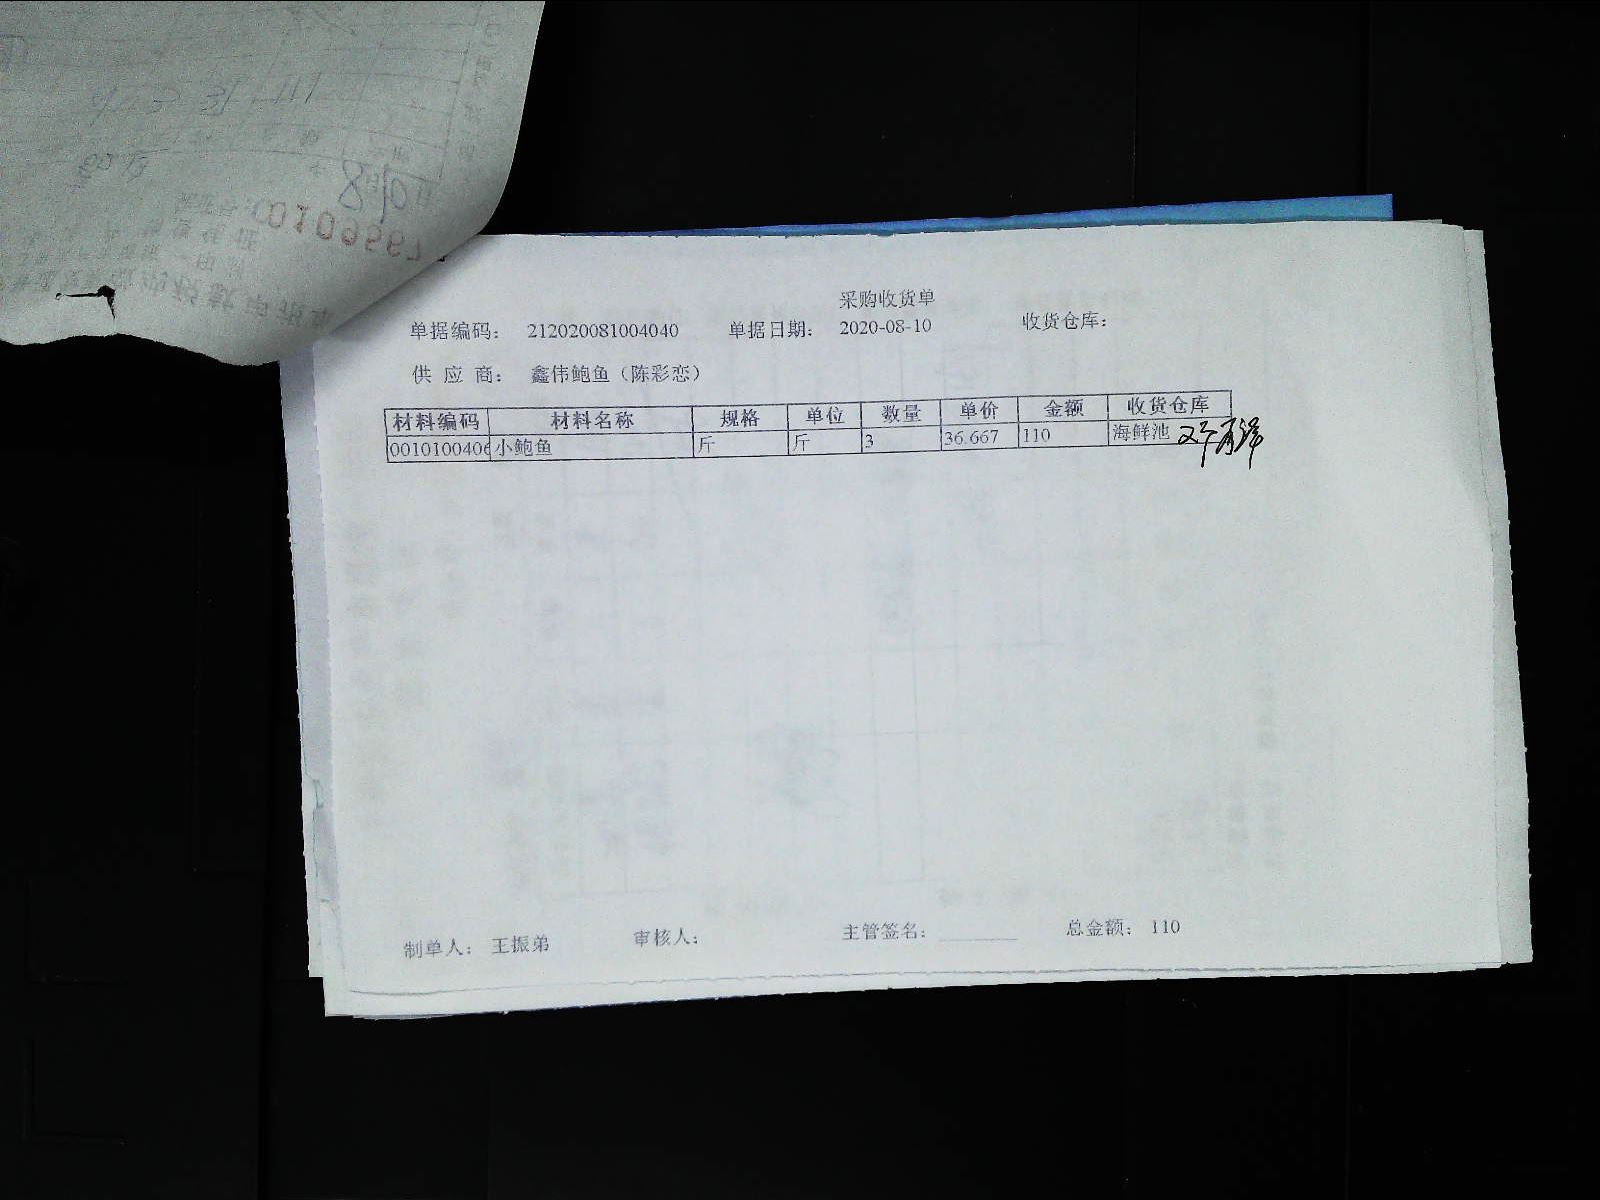 采购收货单
单据编码： 212020081004040 单据日期： 2020-08-10 收货仓库：
供 应 商： 鑫伟鲍鱼（陈彩恋）
材料编码 材料名称 规格 单位 数量 单价 金额 收货仓库
0010100406 小鲍鱼 斤 斤 3 36.667 110 海鲜池
制单人： 王振弟 审核人： 主管签名： 总金额： 110